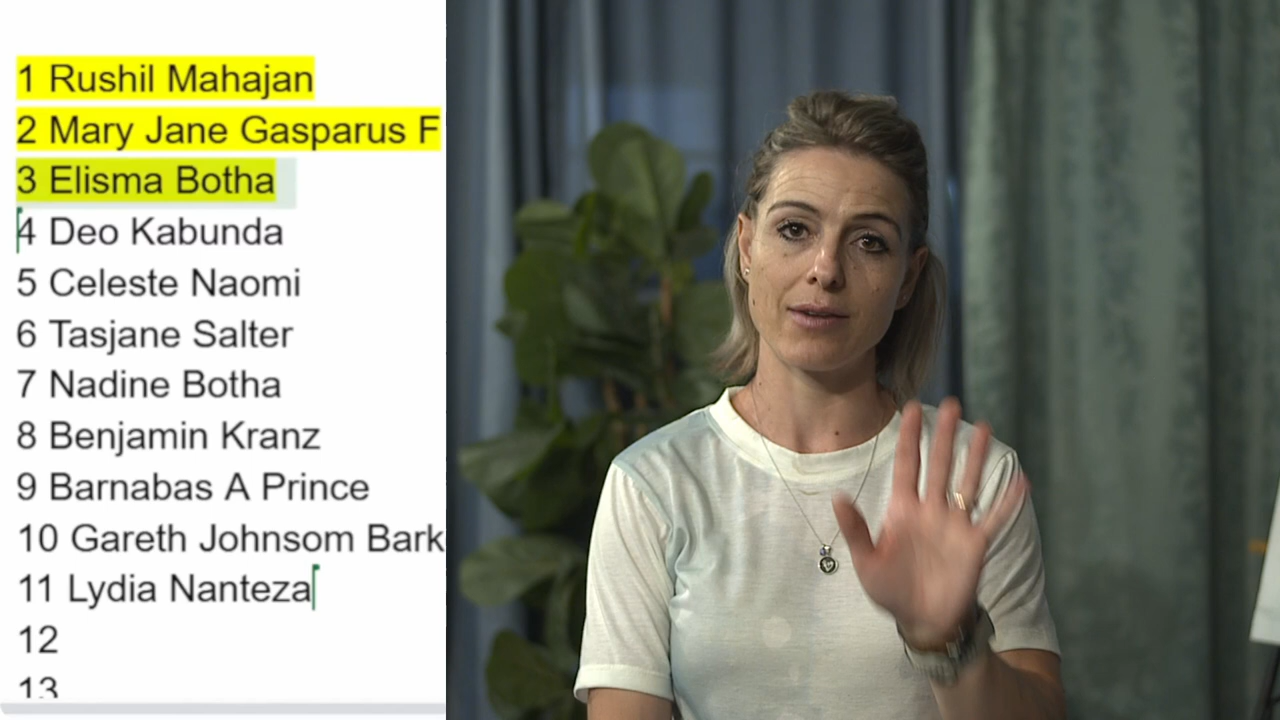 1 Rushil Mahajan
2 Mary Jane Gasparus F
3 Elisma Botha
4 Deo Kabunda
5 Celeste Naomi
6 Tasjane Salter
7 Nadine Botha
8 Benjamin Kranz
9 Barnabas A Prince
10 Gareth Johnsom Bark
11 Lydia Nanteza
12
13